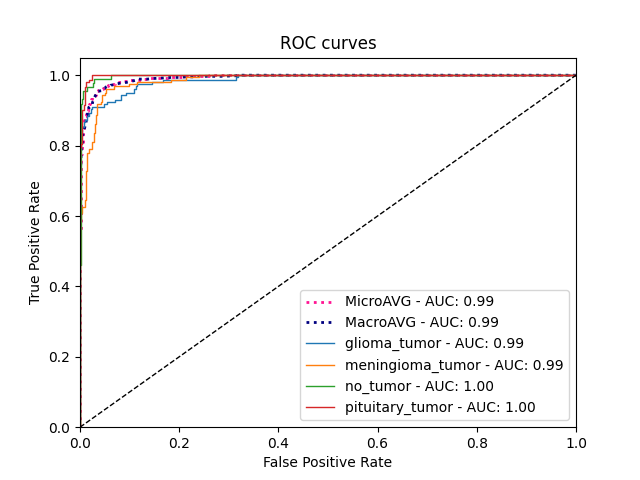 ROC curves
True Positive Rate
1.0
0.8
0.6
0.4
0.2
0.0
MicroAVG - AUC: 0.99
MacroAVG - AUC: 0.99
glioma_tumor - AUC: 0.99
meningioma_tumor - AUC: 0.99
no_tumor - AUC: 1.00
pituitary_tumor - AUC: 1.00
0.0 0.2 0.4 0.6 0.8 1.0
False Positive Rate